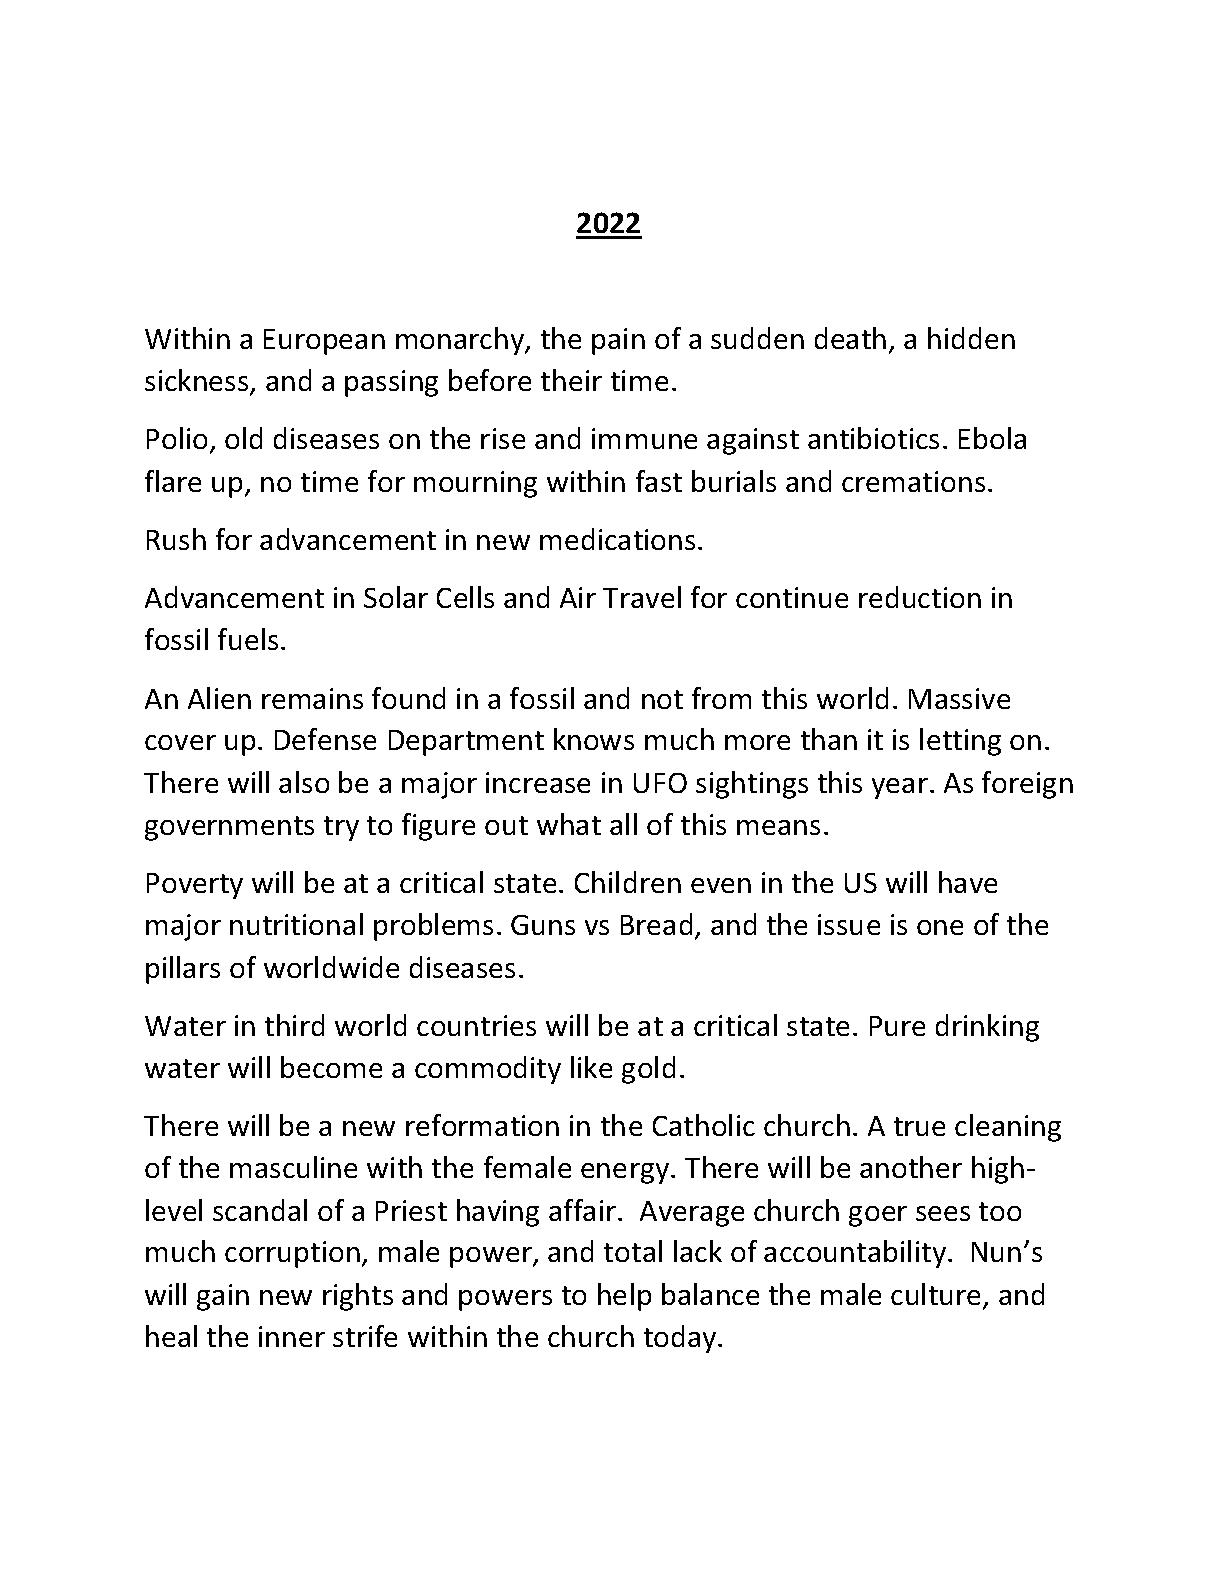 2022
Within a European monarchy, the pain of a sudden death, a hidden
sickness, and a passing before their time.
Polio, old diseases on the rise and immune against antibiotics. Ebola
flare up, no time for mourning within fast burials and cremations.
Rush for advancement in new medications.
Advancement in Solar Cells and Air Travel for continue reduction in
fossil fuels.
An Alien remains found in a fossil and not from this world. Massive
cover up. Defense Department knows much more than it is letting on.
There will also be a major increase in UFO sightings this year. As foreign
governments try to figure out what all of this means.
Poverty will be at a critical state. Children even in the US will have
major nutritional problems. Guns vs Bread, and the issue is one of the
pillars of worldwide diseases.
Water in third world countries will be at a critical state. Pure drinking
water will become a commodity like gold.
There will be a new reformation in the Catholic church. A true cleaning
of the masculine with the female energy. There will be another high-
level scandal of a Priest having affair.  Average church goer sees too
much corruption, male power, and total lack of accountability.  Nun’s
will gain new rights and powers to help balance the male culture, and
heal the inner strife within the church today.